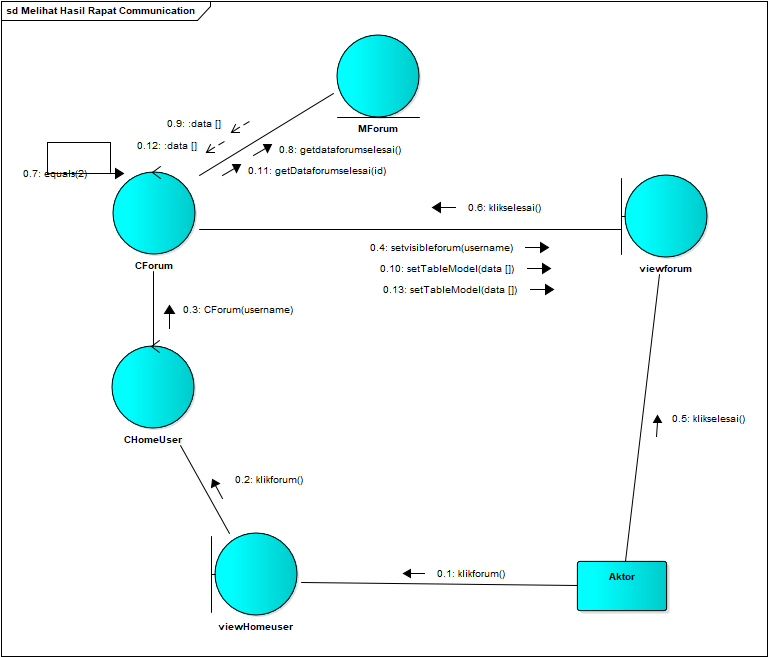 sd Melihat Hasil Rapat Communication
MForum
0.9: :data []
0.12: :data []
0.8: getdataforumselesai()
0.11: getDataforumselesai(id)
0.7: equals(2)
CForum
0.6: klikselesai()
0.4: setvisibleforum(username)
0.10: setTableModel(data [])
0.13: setTableModel(data [])
viewforum
0.3: CForum(username)
CHomeUser
0.5: klikselesai()
0.2: klikforum()
0.1: klikforum()
Aktor
viewHomeuser